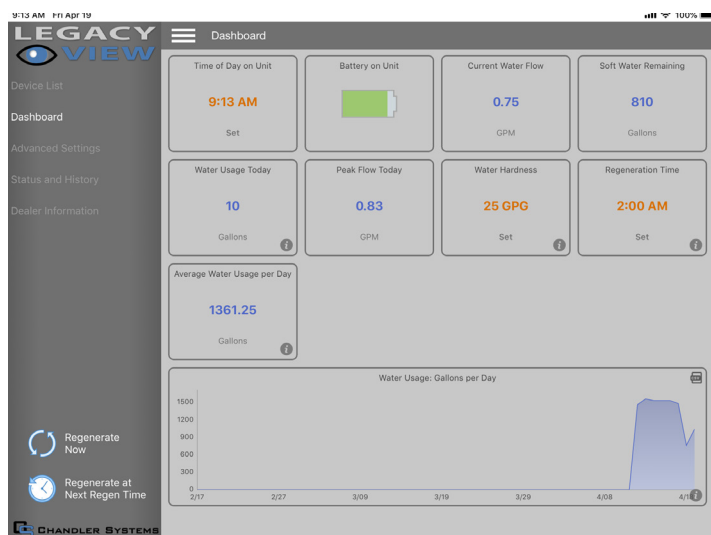 9:13 AM Fri Apr 19
100%
LEGACY
VIEW
Device List
Dashboard
Advanced Settings
Status and History
Dealer Information
Regenerate
Now
Regenerate at
Next Regen Time
CS CHANDLER SYSTEMS
Dashboard
Time of Day on Unit
9:13 AM
Set
Battery on Unit
Current Water Flow
0.75
GPM
Soft Water Remaining
810
Gallons
Water Usage Today
10
Gallons
i
Peak Flow Today
0.83
GPM
Water Hardness
25 GPG
Set
i
Regeneration Time
2:00 AM
Set
i
Average Water Usage per Day
1361.25
Gallons
i
Water Usage: Gallons per Day
1500
1200
900
600
300
0
2/17 2/27 3/09 3/19 3/29 4/08
i